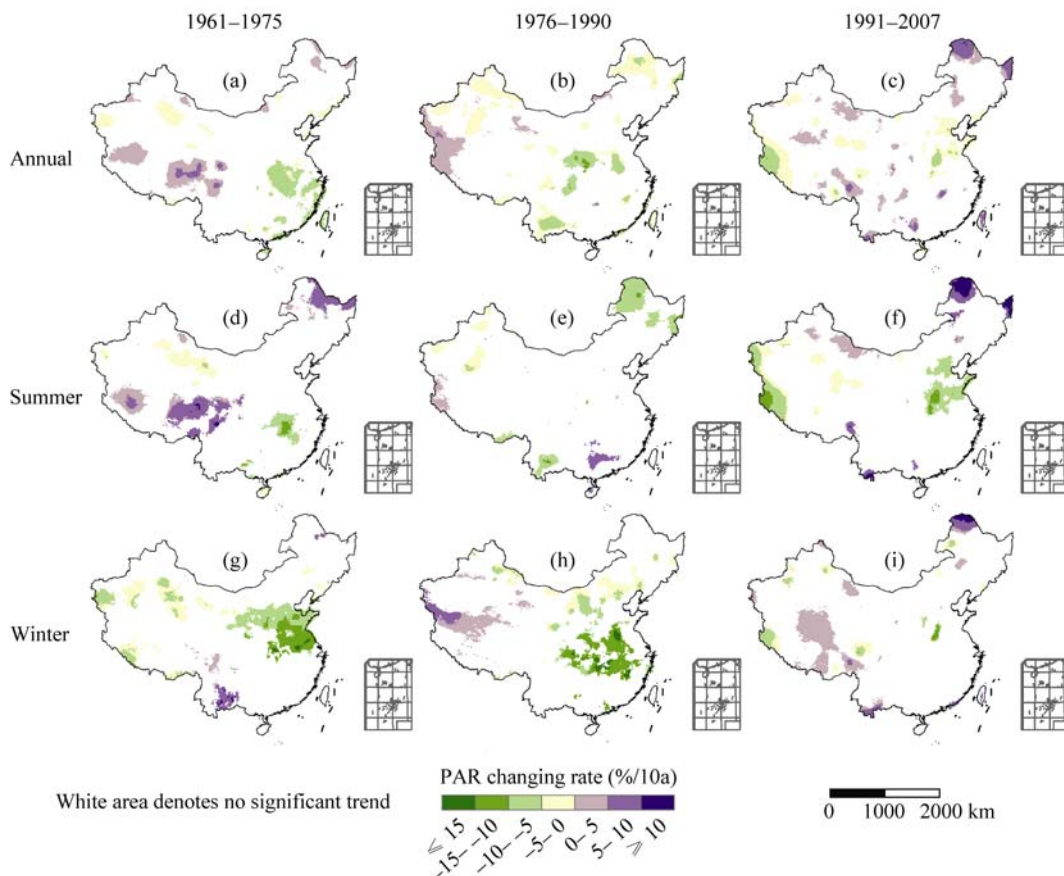 1961–1975 1976–1990 1991–2007
(a) (b) (c)
Annual
(d) (e) (f)
Summer
(g) (h) (i)
Winter
PAR changing rate (%/10a)
White area denotes no significant trend
⩽ 15 -15– -10 -10– -5 -5– 0 0– 5 5– 10 ⩾ 10
0 1000 2000 km